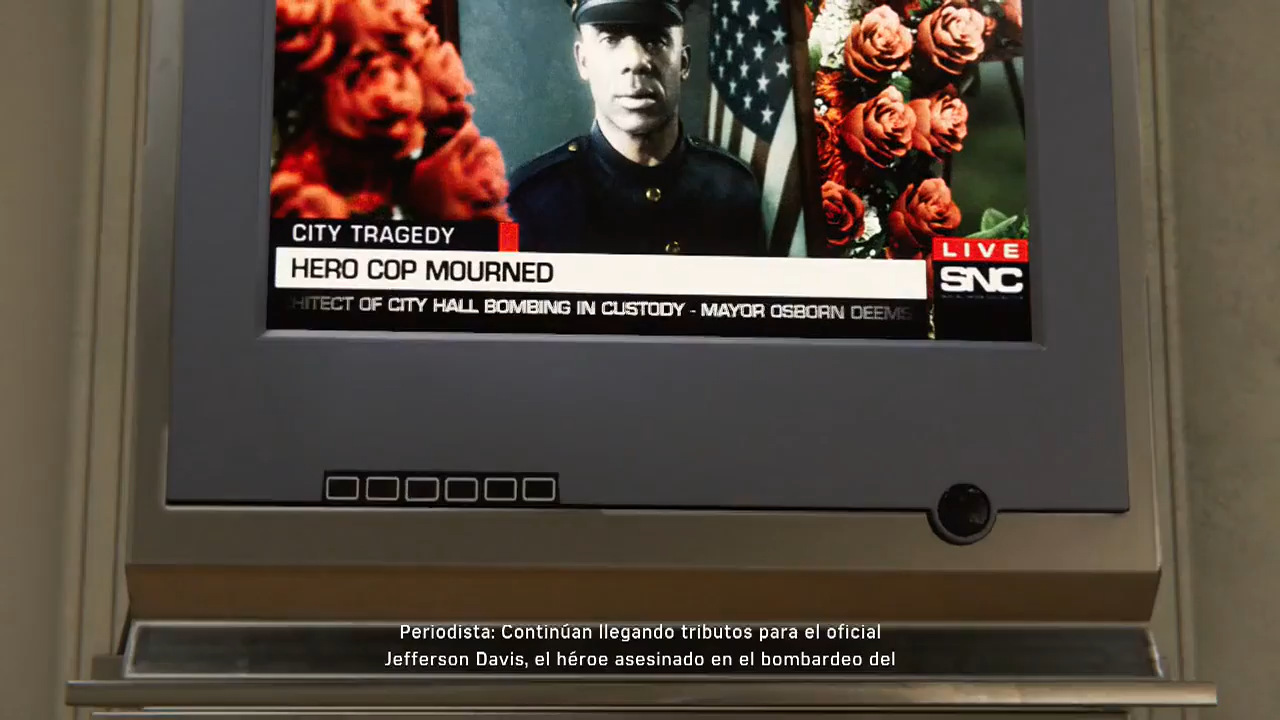 CITY TRAGEDY
HERO COP MOURNED
LIVE
SNC
HITECT OF CITY HALL BOMBING IN CUSTODY - MAYOR OSBORN DEEMS
Periodista: Continúan llegando tributos para el oficial
Jefferson Davis, el héroe asesinado en el bombardeo del